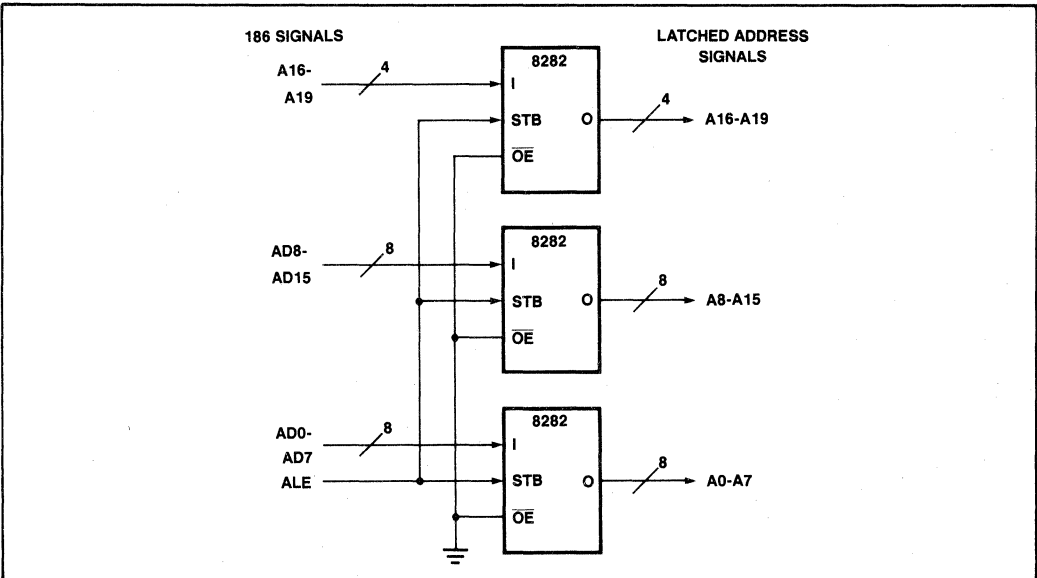 186 SIGNALS
LATCHED ADDRESS
SIGNALS
8282
A16-
A19
4
I
STB
O
OE
4
A16-A19
8282
AD8-
AD15
8
I
STB
O
OE
8
A8-A15
8282
AD0-
AD7
8
I
ALE
STB
O
OE
8
A0-A7